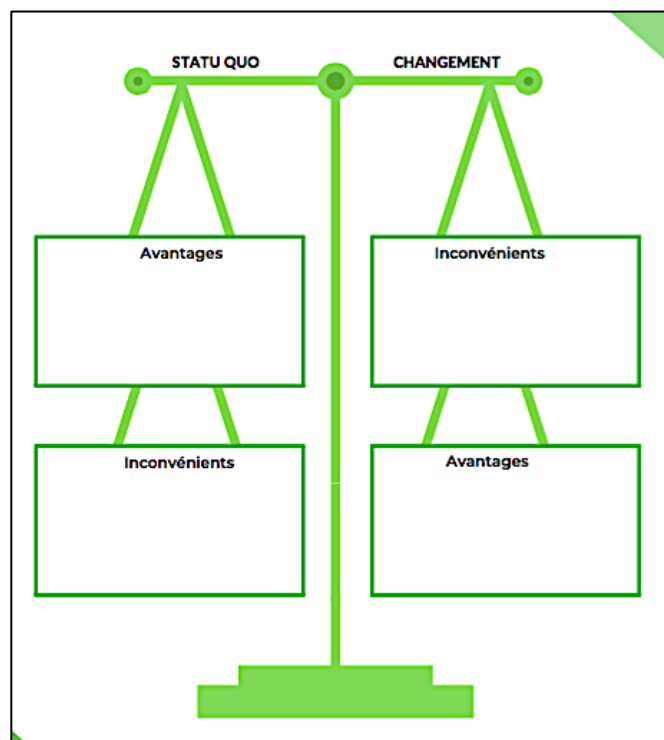 STATU QUO
CHANGEMENT
Avantages
Inconvénients
Inconvénients
Avantages